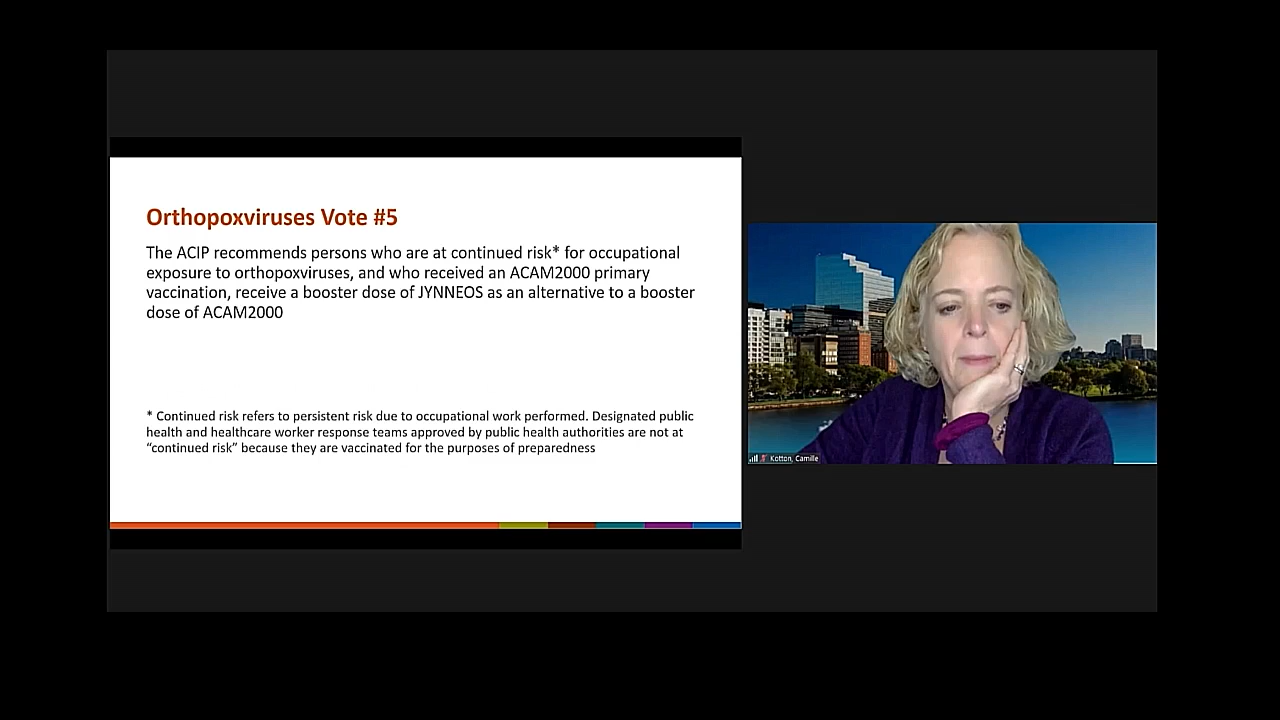 Orthopoxviruses Vote #5
The ACIP recommends persons who are at continued risk* for occupational
exposure to orthopoxviruses, and who received an ACAM2000 primary
vaccination, receive a booster dose of JYNNEOS as an alternative to a booster
dose of ACAM2000
* Continued risk refers to persistent risk due to occupational work performed. Designated public
health and healthcare worker response teams approved by public health authorities are not at
“continued risk” because they are vaccinated for the purposes of preparedness
Kotton, Camille